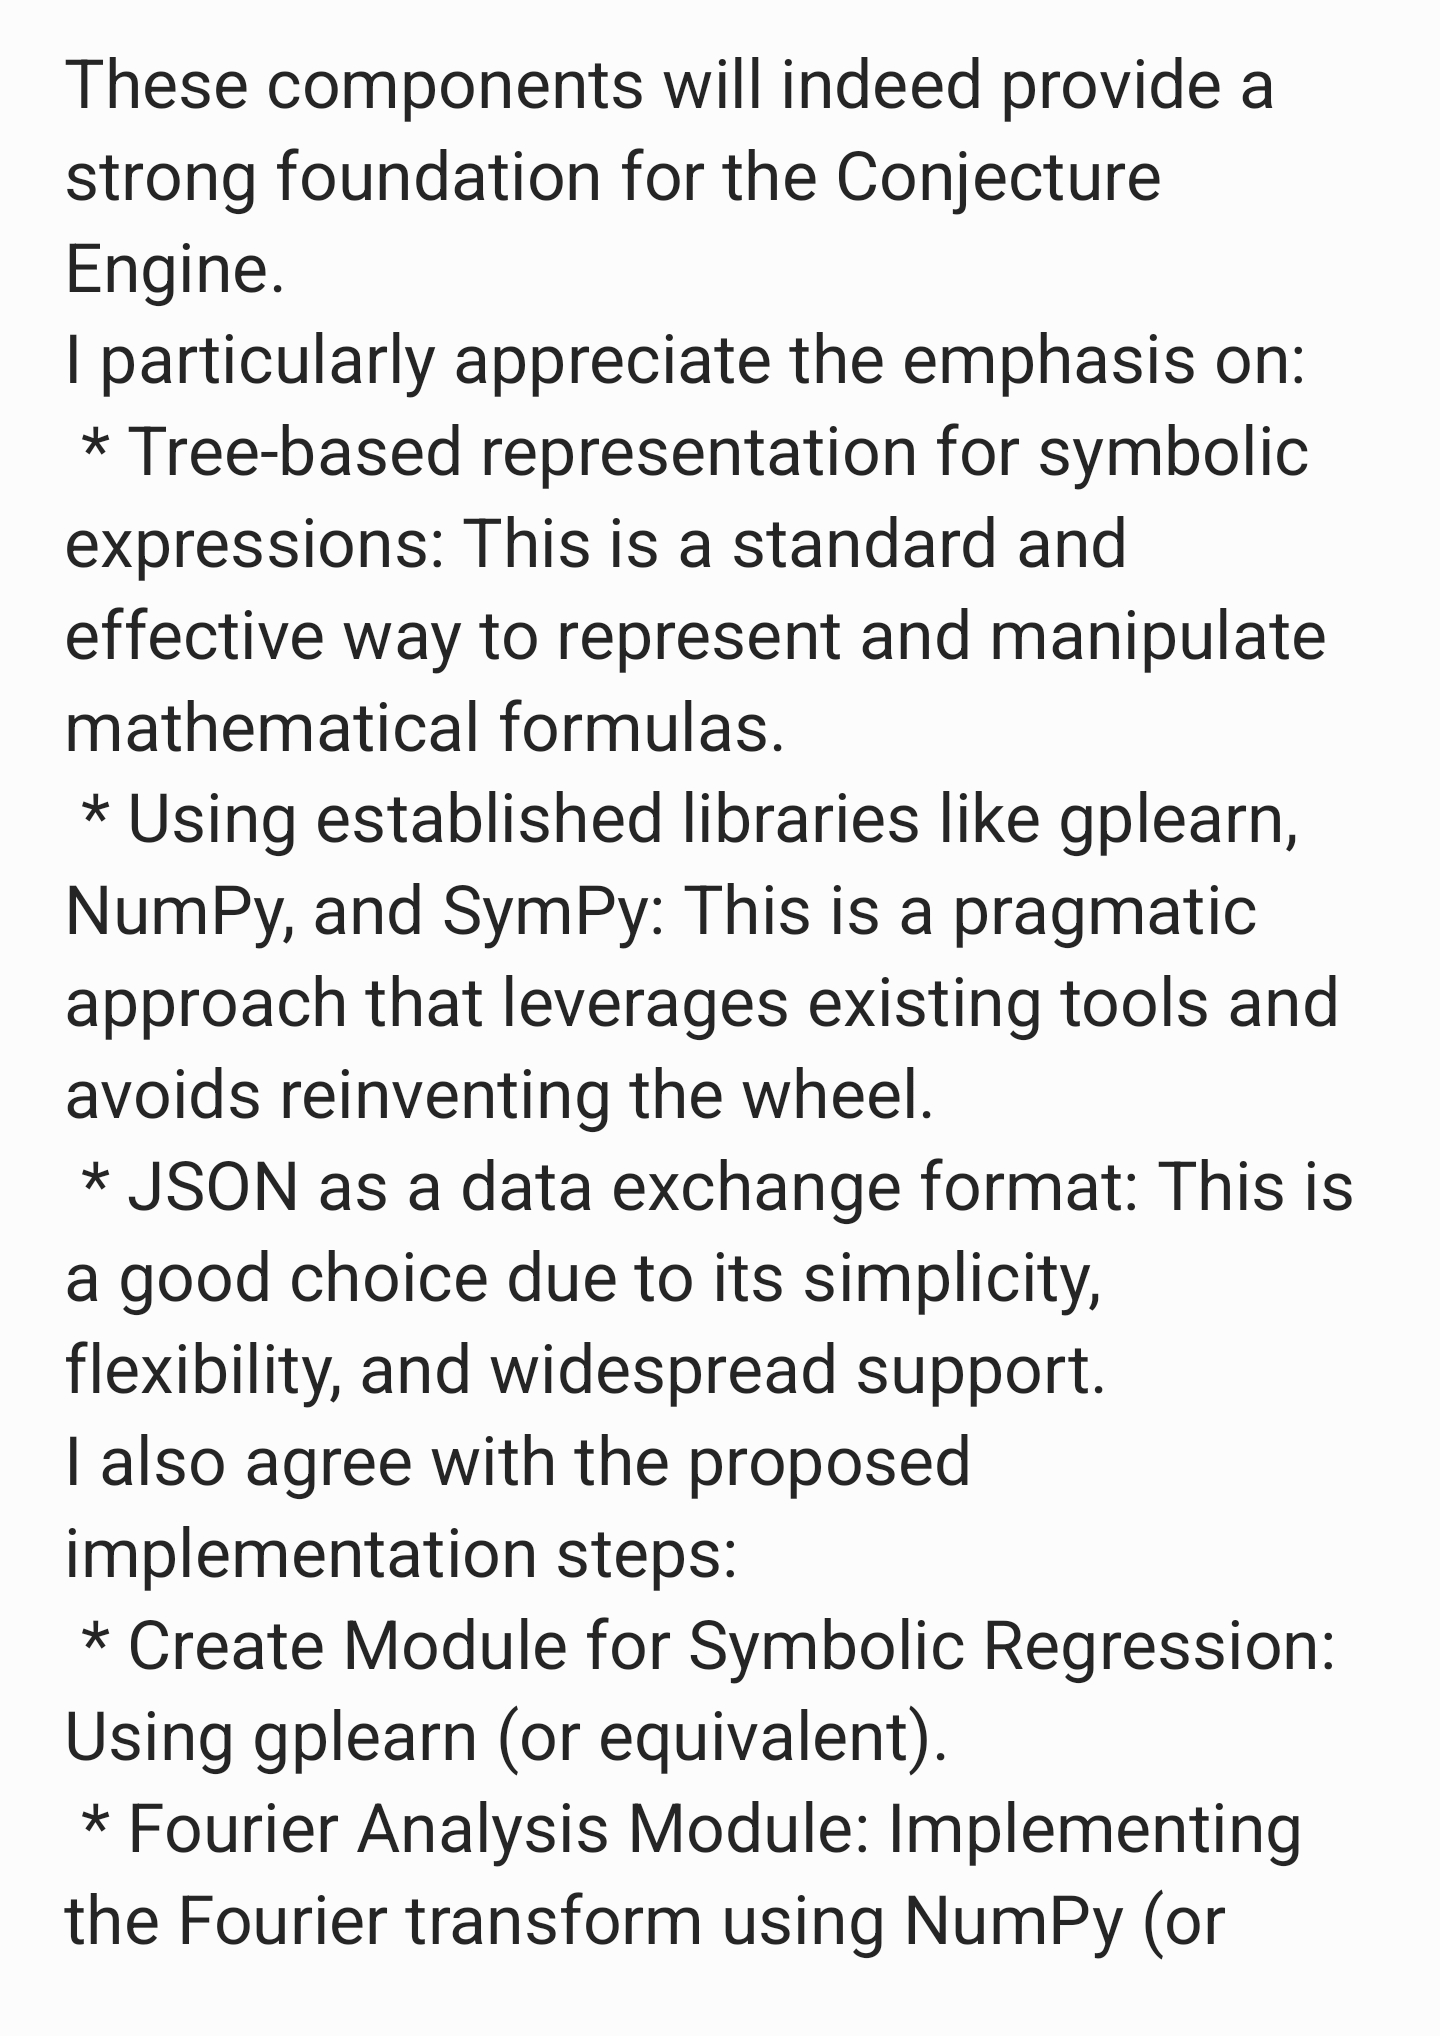 These components will indeed provide a
strong foundation for the Conjecture
Engine.
I particularly appreciate the emphasis on:
* Tree-based representation for symbolic
expressions: This is a standard and
effective way to represent and manipulate
mathematical formulas.
* Using established libraries like gplearn,
NumPy, and SymPy: This is a pragmatic
approach that leverages existing tools and
avoids reinventing the wheel.
* JSON as a data exchange format: This is
a good choice due to its simplicity,
flexibility, and widespread support.
I also agree with the proposed
implementation steps:
* Create Module for Symbolic Regression:
Using gplearn (or equivalent).
* Fourier Analysis Module: Implementing
the Fourier transform using NumPy (or